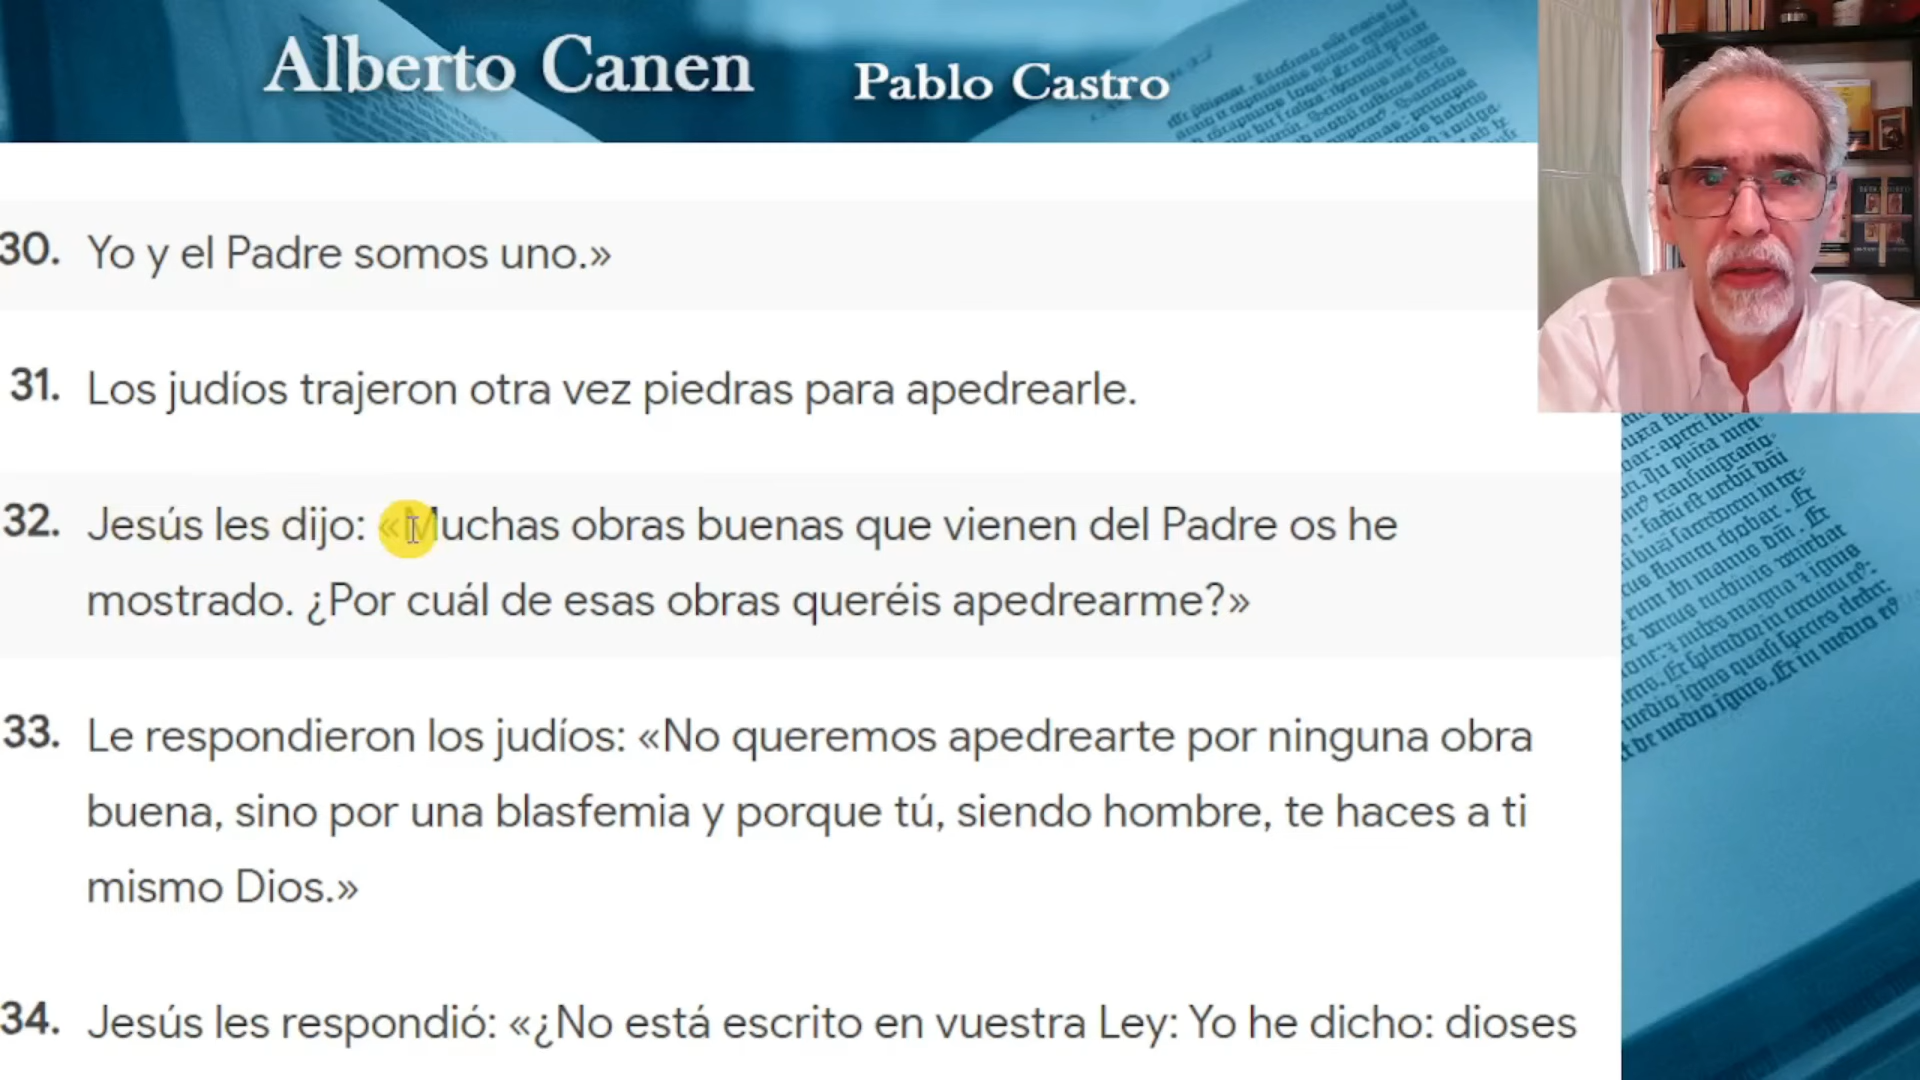 Alberto Canen Pablo Castro
30. Yo y el Padre somos uno.»
31. Los judíos trajeron otra vez piedras para apedrearle.
32. Jesús les dijo: «Muchas obras buenas que vienen del Padre os he
mostrado. ¿Por cuál de esas obras queréis apedrearme?»
33. Le respondieron los judíos: «No queremos apedrearte por ninguna obra
buena, sino por una blasfemia y porque tú, siendo hombre, te haces a ti
mismo Dios.»
34. Jesús les respondió: «¿No está escrito en vuestra Ley: Yo he dicho: dioses